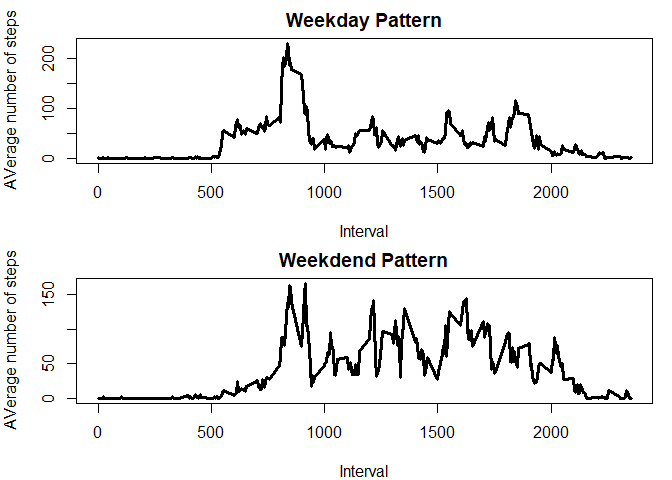 Weekday Pattern
AVerage number of steps
200
100
0
0
500
1000
1500
2000
Interval
Weekdend Pattern
AVerage number of steps
150
50
0
0
500
1000
1500
2000
Interval